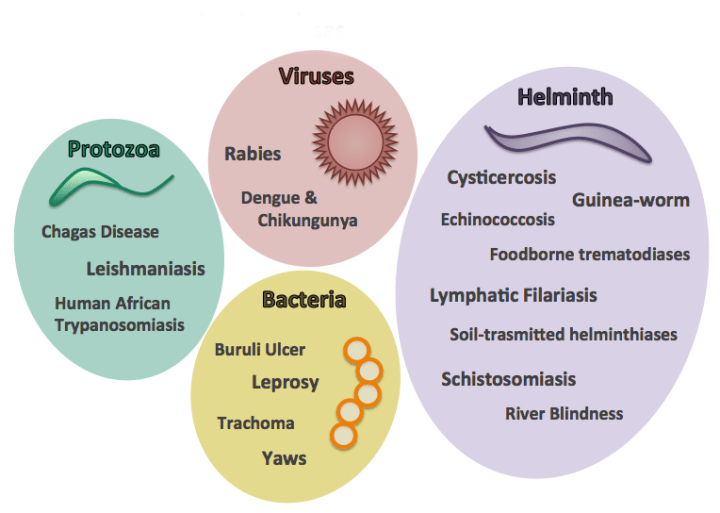 Viruses
Rabies
Dengue &
Chikungunya
Protozoa
Chagas Disease
Leishmaniasis
Human African
Trypanosomiasis
Bacteria
Buruli Ulcer
Leprosy
Trachoma
Yaws
Helminth
Cysticercosis
Guinea-worm
Echinococcosis
Foodborne trematodiases
Lymphatic Filariasis
Soil-trasmitted helminthiases
Schistosomiasis
River Blindness